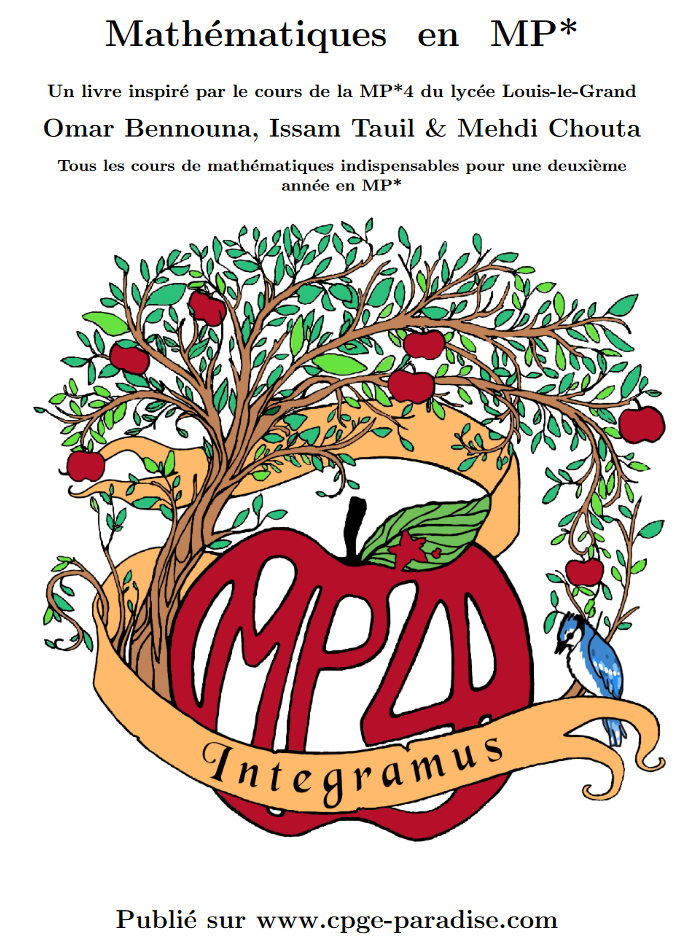 Mathématiques en MP*
Un livre inspiré par le cours de la MP*4 du lycée Louis-le-Grand
Omar Bennouna, Issam Tauil & Mehdi Chouta
Tous les cours de mathématiques indispensables pour une deuxième
année en MP*
MP4
Integramus
Publié sur www.cpge-paradise.com